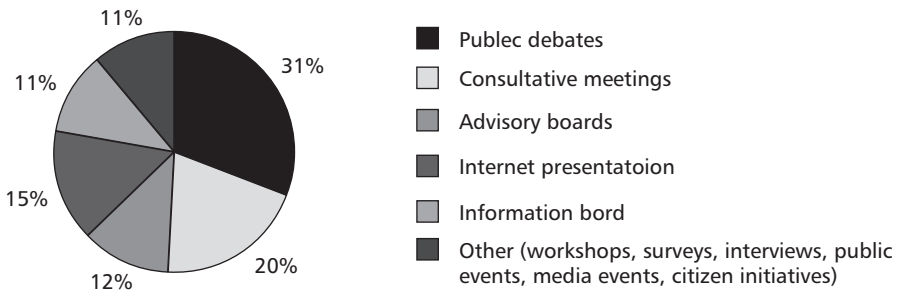 11%
31%
11%
15%
12%
20%
Publec debates
Consultative meetings
Advisory boards
Internet presentatoion
Information bord
Other (workshops, surveys, interviews, public
events, media events, citizen initiatives)